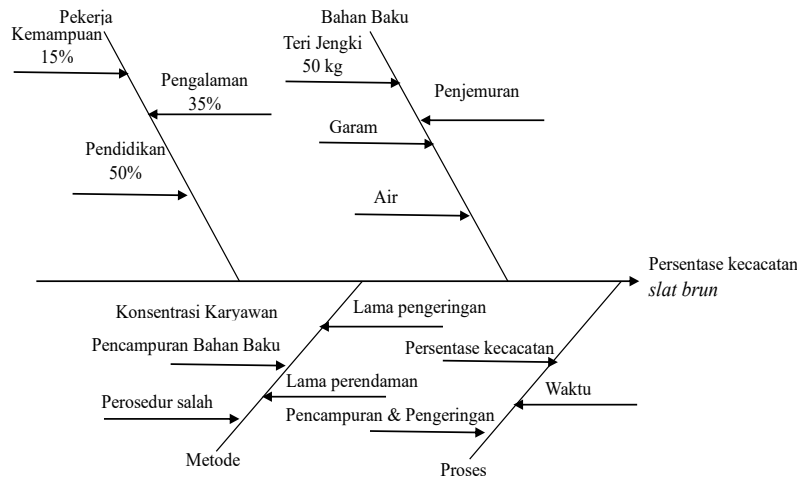 Pekerja
Kemampuan
15%
Pengalaman
35%
Pendidikan
50%
Bahan Baku
Teri Jengki
50 kg
Penjemuran
Garam
Air
Persentase kecacatan
slat brun
Konsentrasi Karyawan
Lama pengeringan
Pencampuran Bahan Baku
Lama perendaman
Perosedur salah
Metode
Persentase kecacatan
Waktu
Pencampuran & Pengeringan
Proses